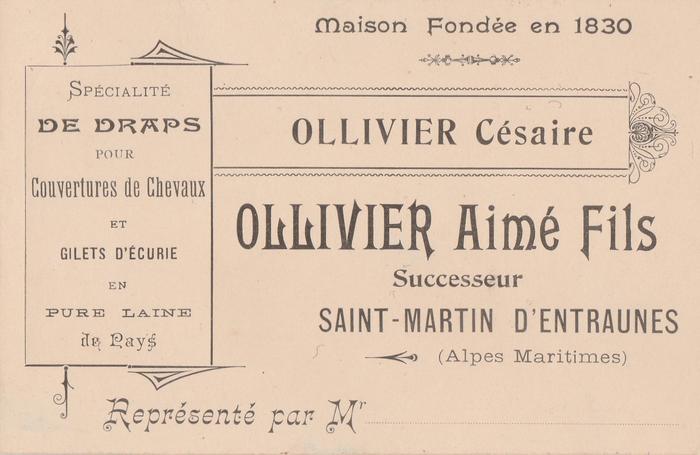 Maison Fondée en 1830
OLLIVIER Césaire
OLLIVIER Aimé Fils
Successeur
SAINT-MARTIN D'ENTRAUNES
(Alpes Maritimes)
SPÉCIALITÉ
DE DRAPS
POUR
Couvertures de Chevaux
ET
GILETS D'ÉCURIE
EN
PURE LAINE
de Pays
Représenté par Mr